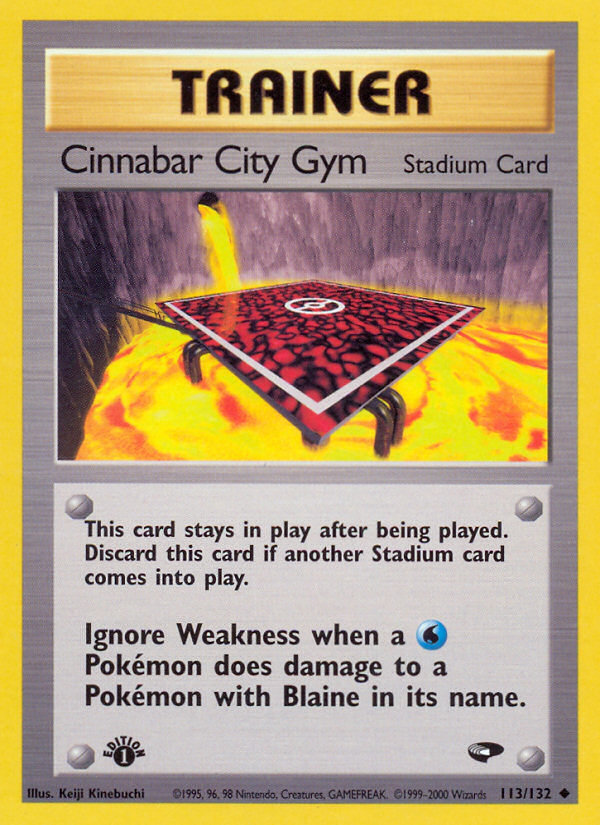 TRAINER
Cinnabar City Gym Stadium Card
This card stays in play after being played.
Discard this card if another Stadium card
comes into play.
Ignore Weakness when a
Pokémon does damage to a
Pokémon with Blaine in its name.
EDITION
1
Illus. Keiji Kinebuchi ©1995, 96, 98 Nintendo, Creatures, GAMEFREAK. ©1999-2000 Wizards 113/132